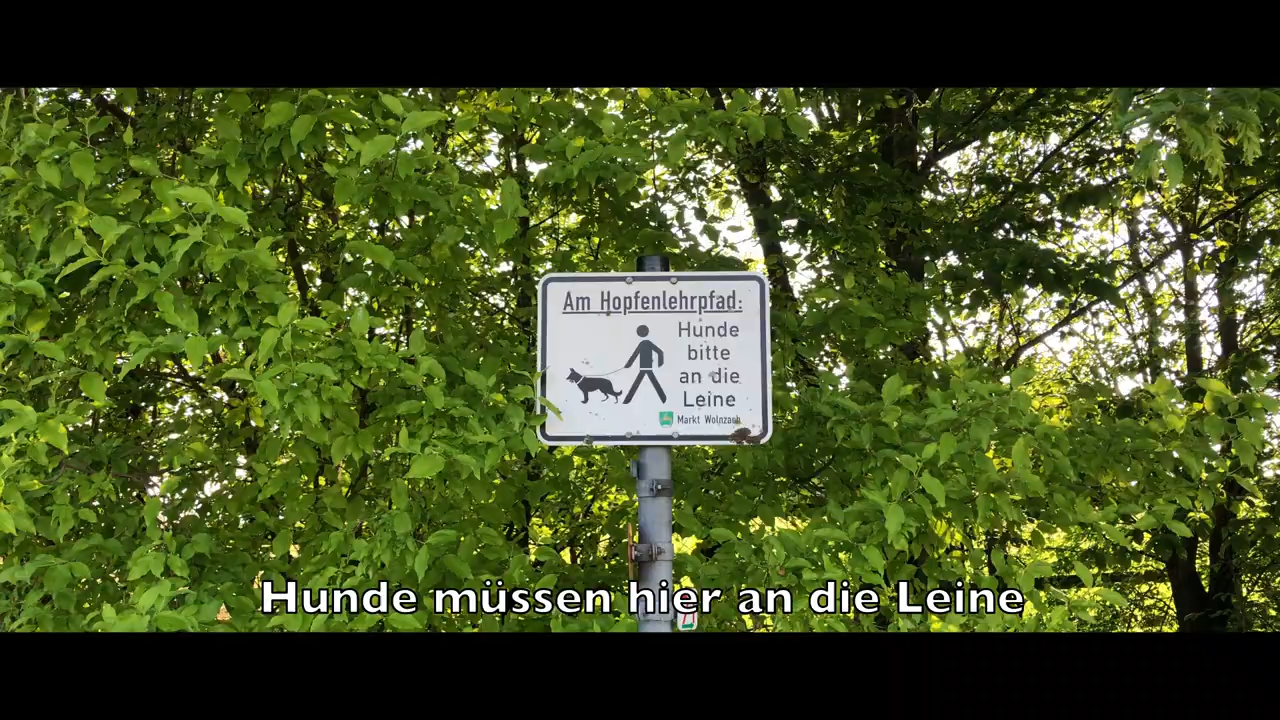 Am Hopfenlehrpfad:
Hunde
bitte
an die
Leine
Markt Wolnzach
Hunde müssen hier an die Leine